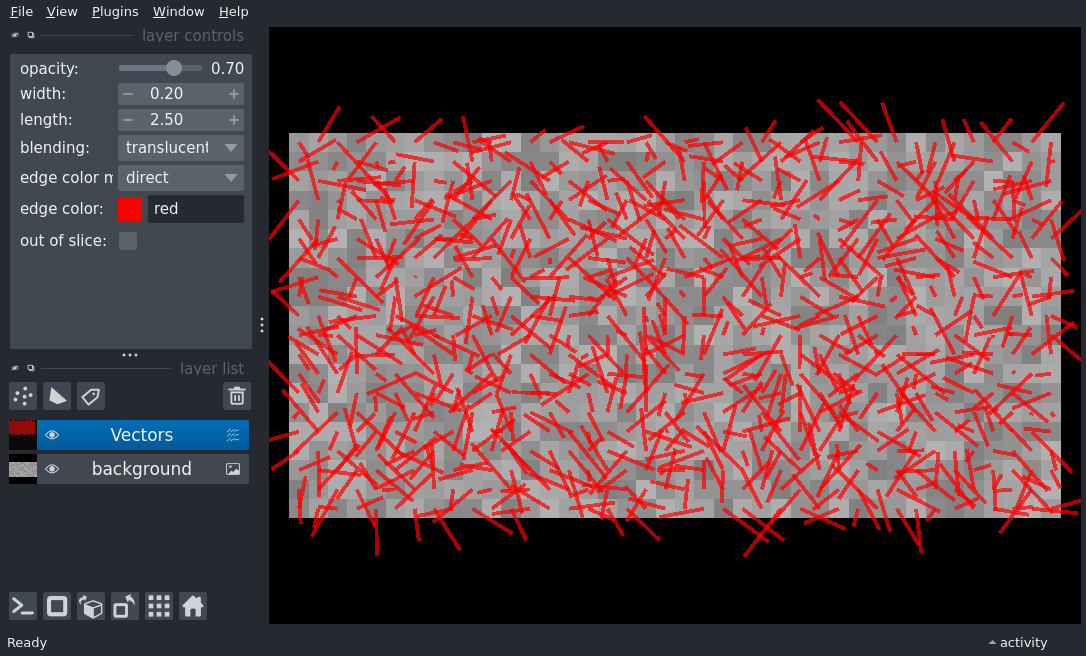 File View Plugins Window Help
layer controls
opacity: 0.70
width: 0.20
length: 2.50
blending: translucent
edge color m direct
edge color: red
out of slice:
layer list
Vectors
background
Ready
activity